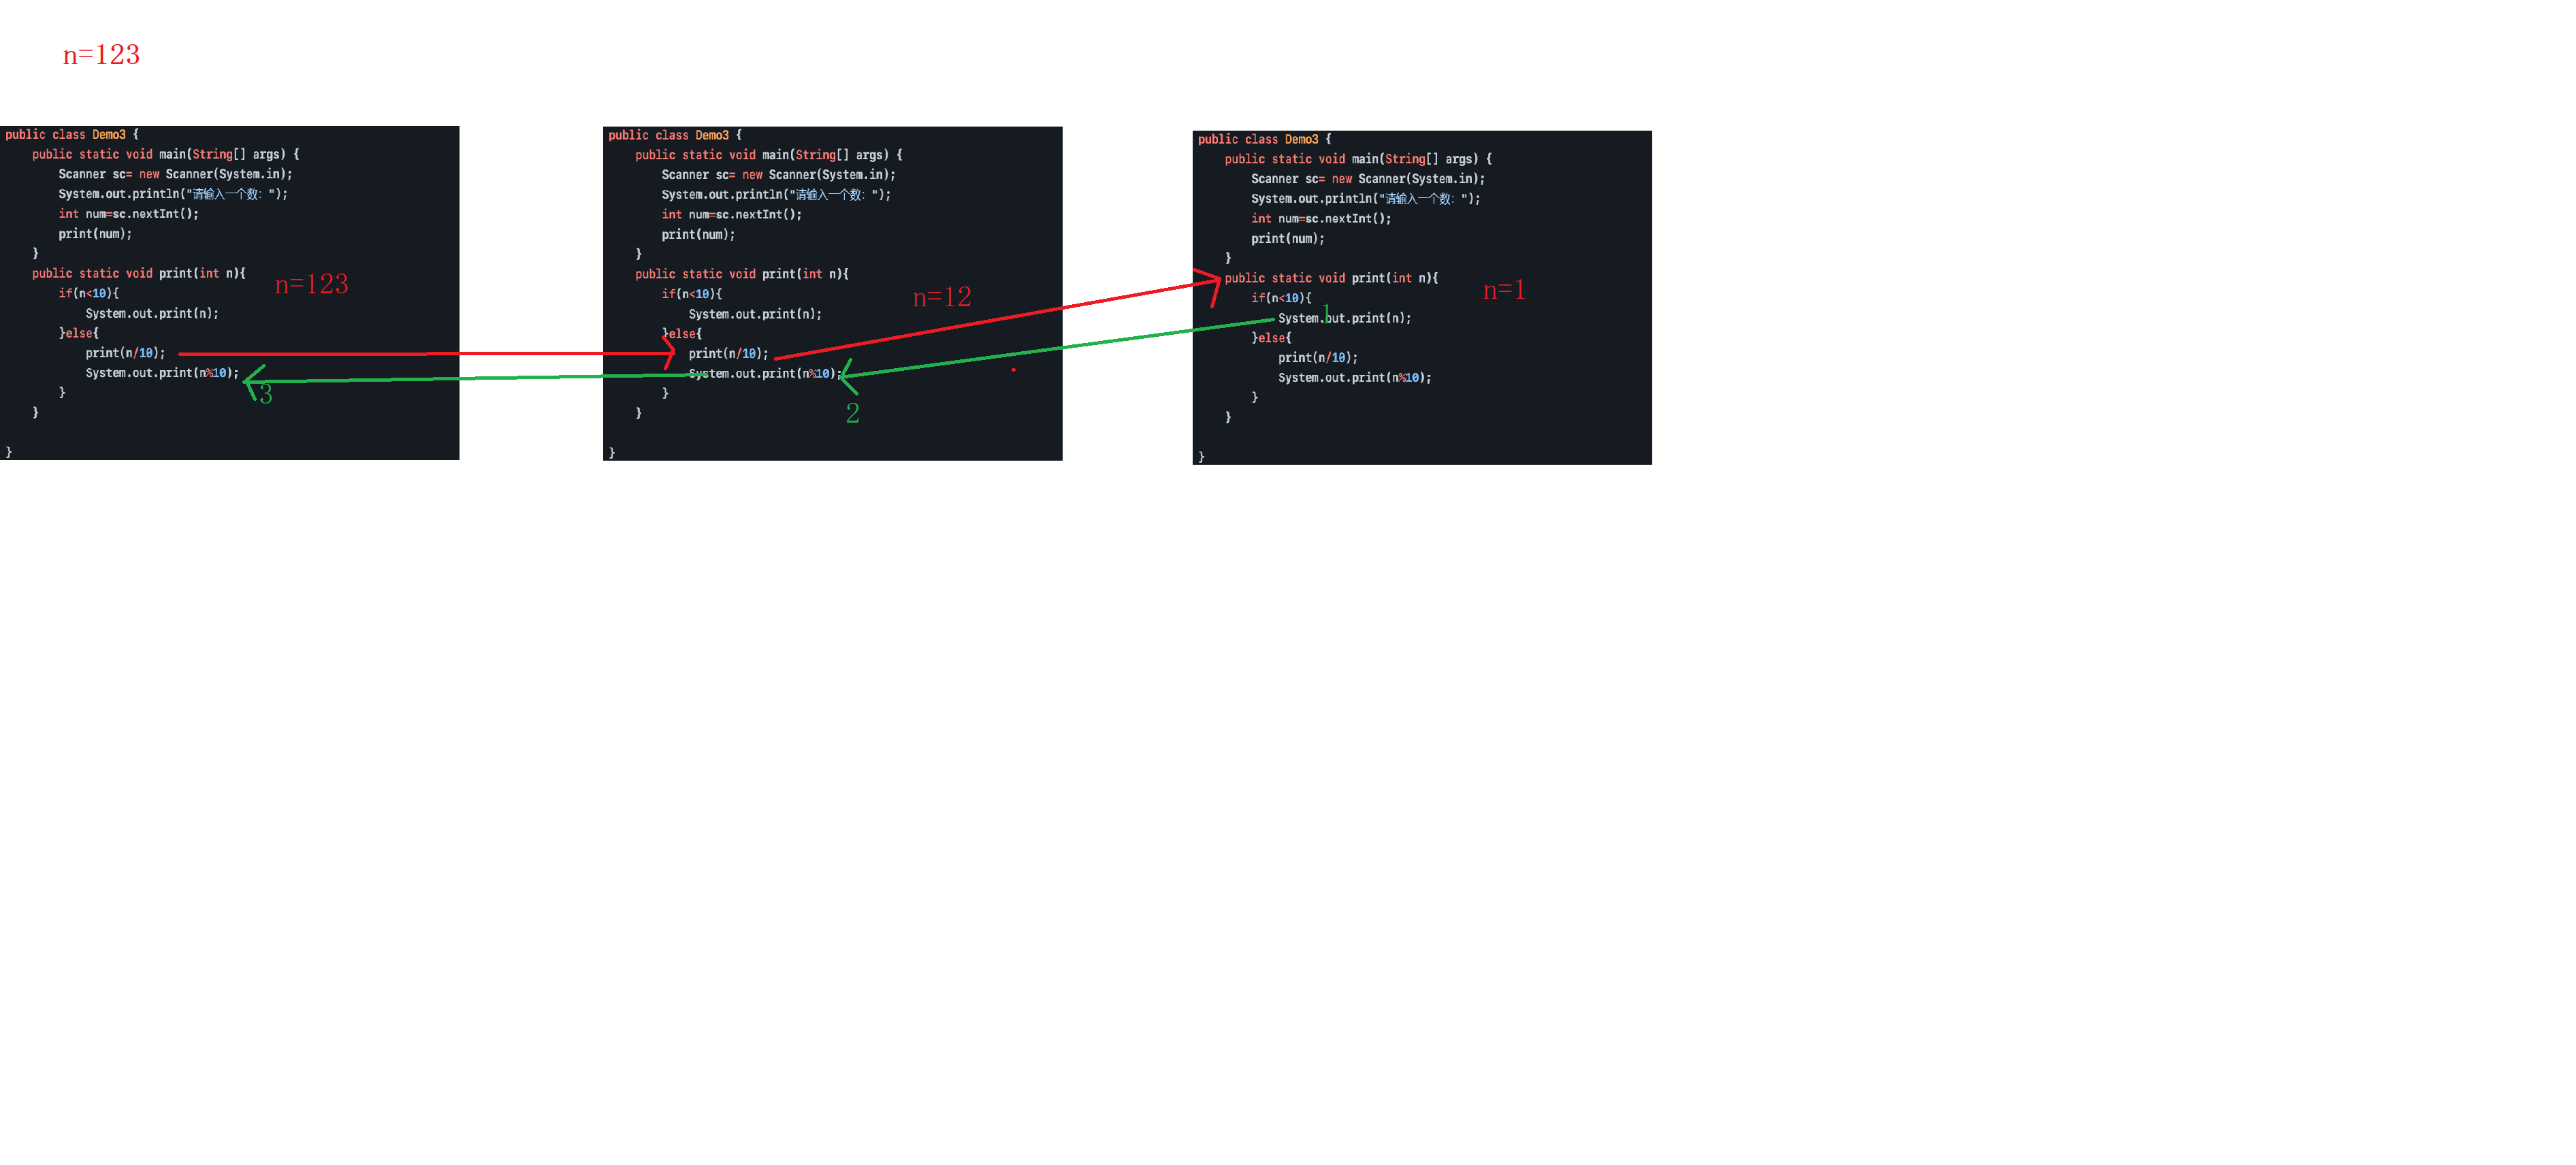 n=123
public class Demo3 {
public static void main(String[] args) {
Scanner sc= new Scanner(System.in);
System.out.println("请输入一个数: ");
int num=sc.nextInt();
print(num);
}
public static void print(int n){
n=123
if(n<10){
System.out.print(n);
}else{
print(n/10);
System.out.print(n%10);
3
}
}
}
public class Demo3 {
public static void main(String[] args) {
Scanner sc= new Scanner(System.in);
System.out.println("请输入一个数: ");
int num=sc.nextInt();
print(num);
}
public static void print(int n){
n=12
if(n<10){
System.out.print(n);
}else{
print(n/10);
System.out.print(n%10);
2
}
}
}
public class Demo3 {
public static void main(String[] args) {
Scanner sc= new Scanner(System.in);
System.out.println("请输入一个数: ");
int num=sc.nextInt();
print(num);
}
public static void print(int n){
n=1
if(n<10){
1
System.out.print(n);
}else{
print(n/10);
System.out.print(n%10);
}
}
}